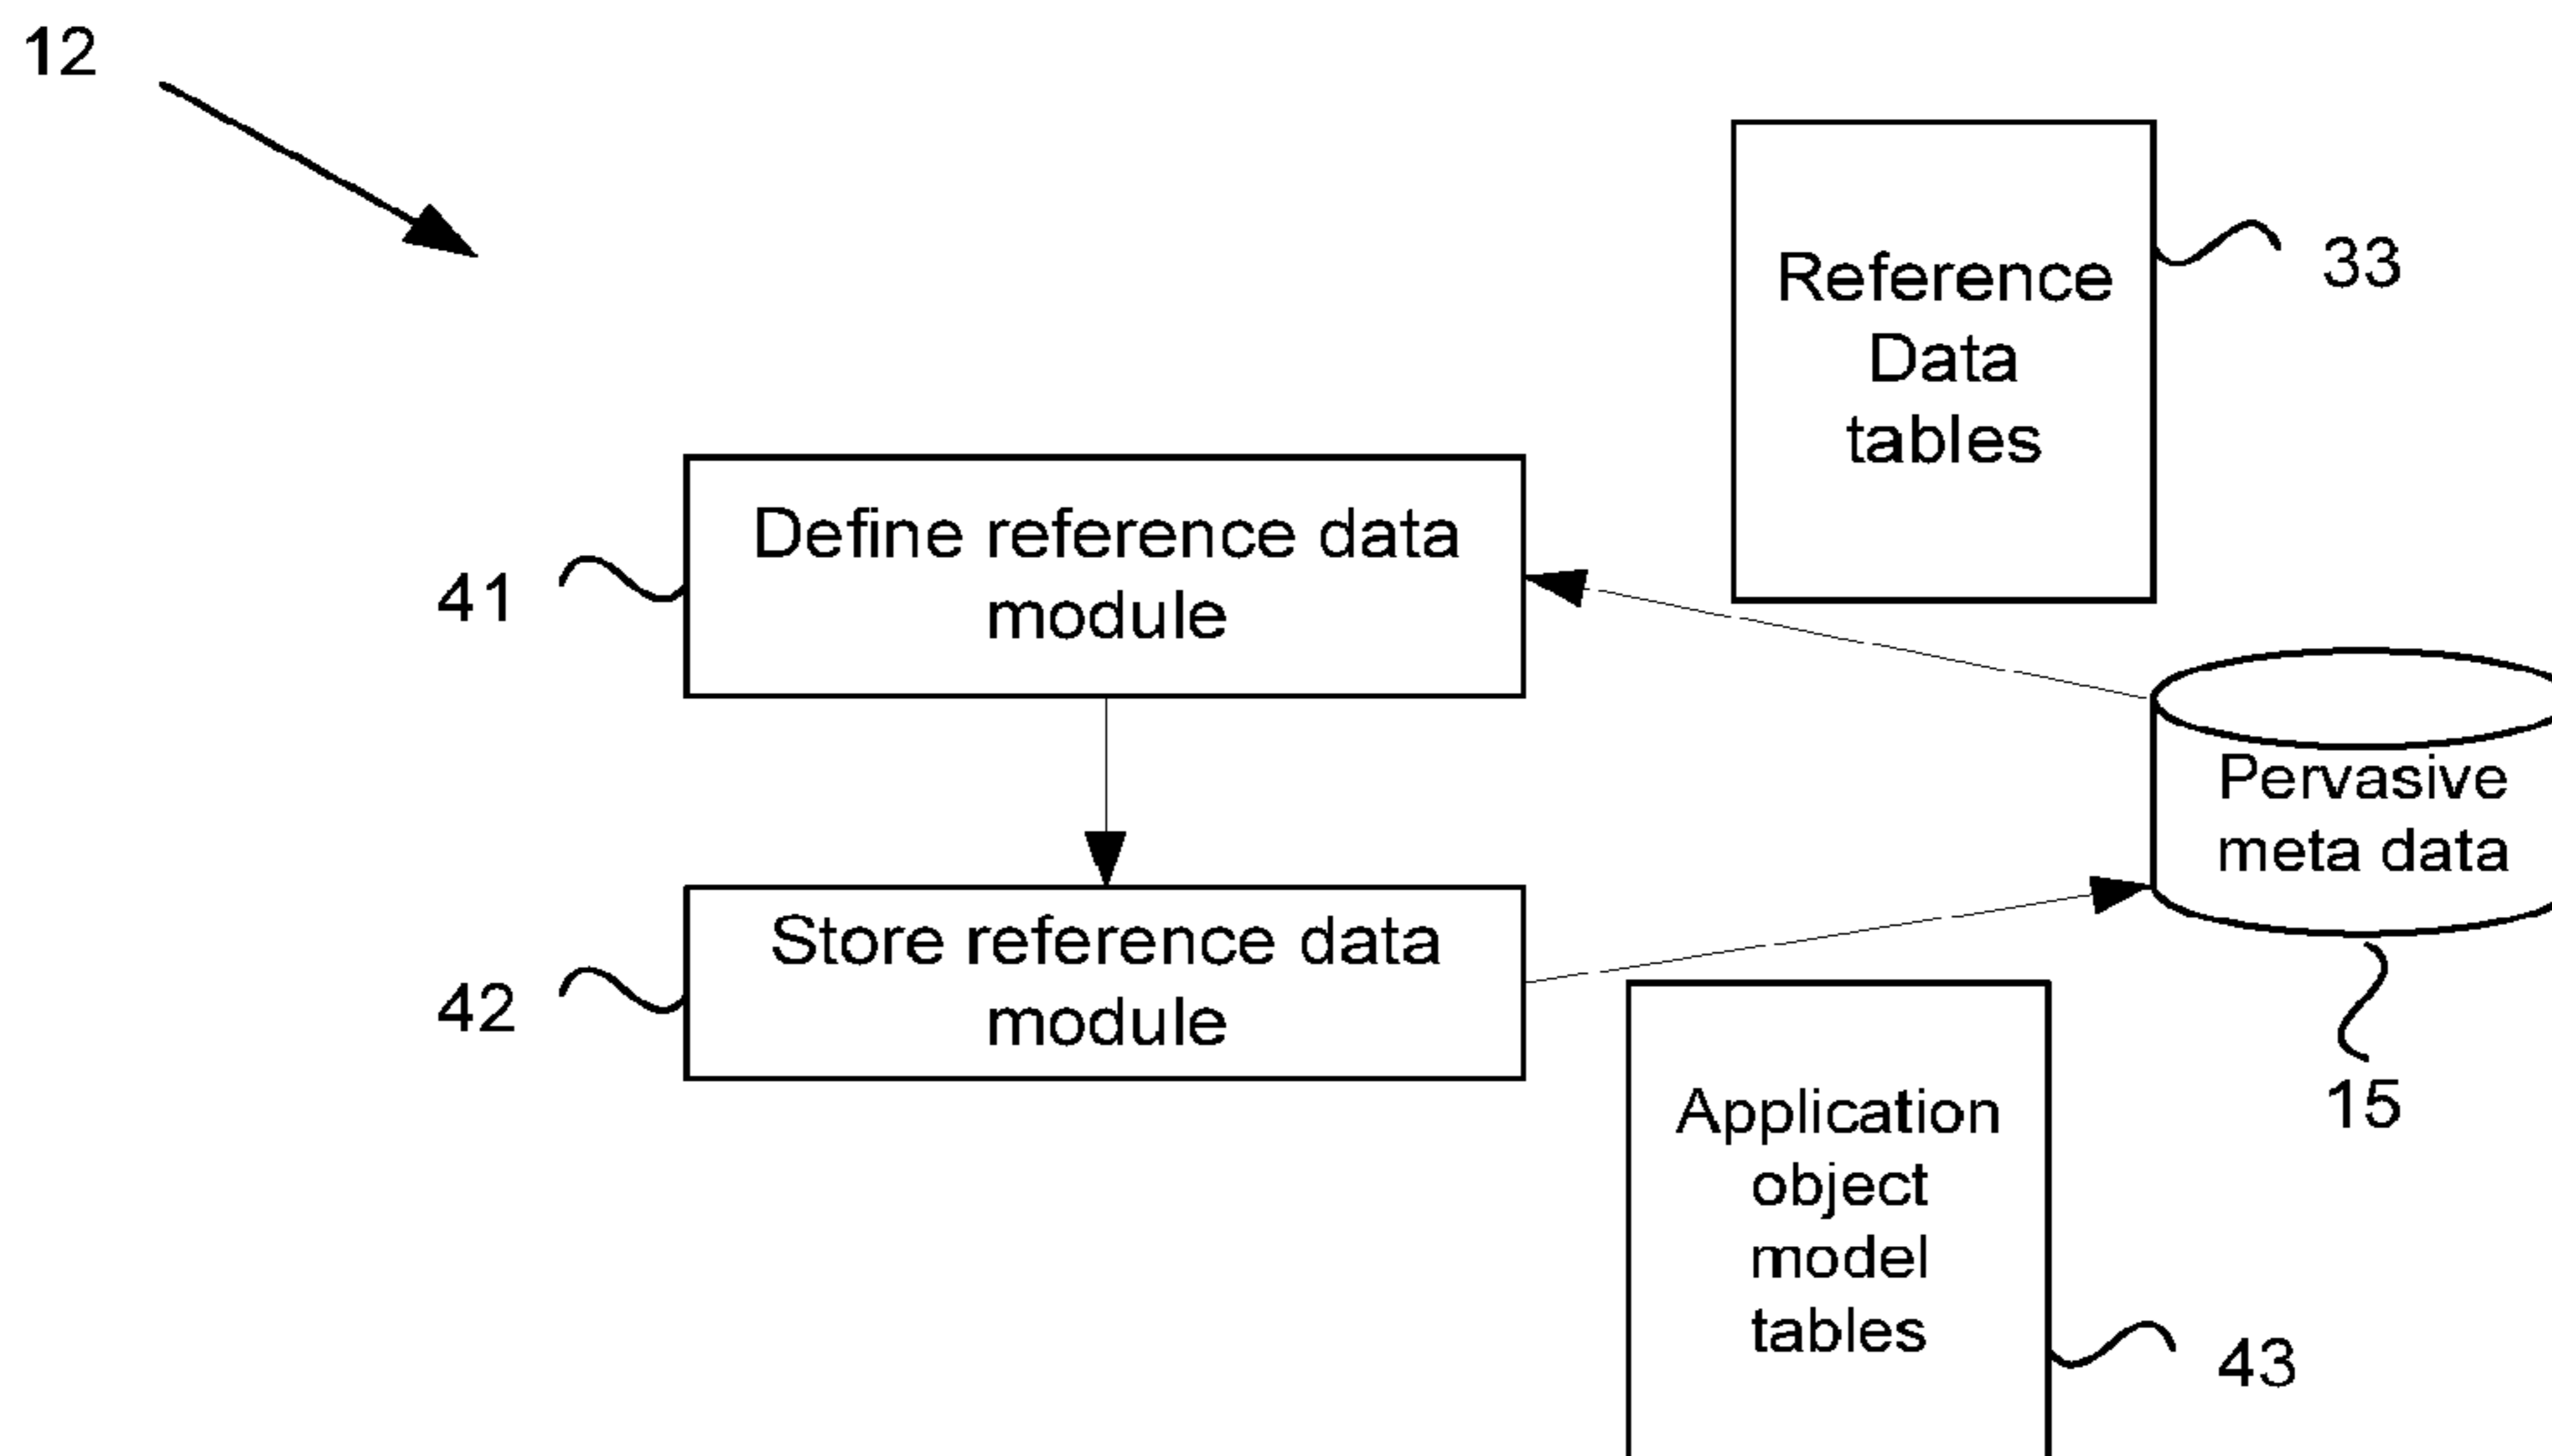 12
Reference
Data
tables
33
Define reference data
module
41
Pervasive
meta data
15
Store reference data
module
42
Application
object
model
tables
43